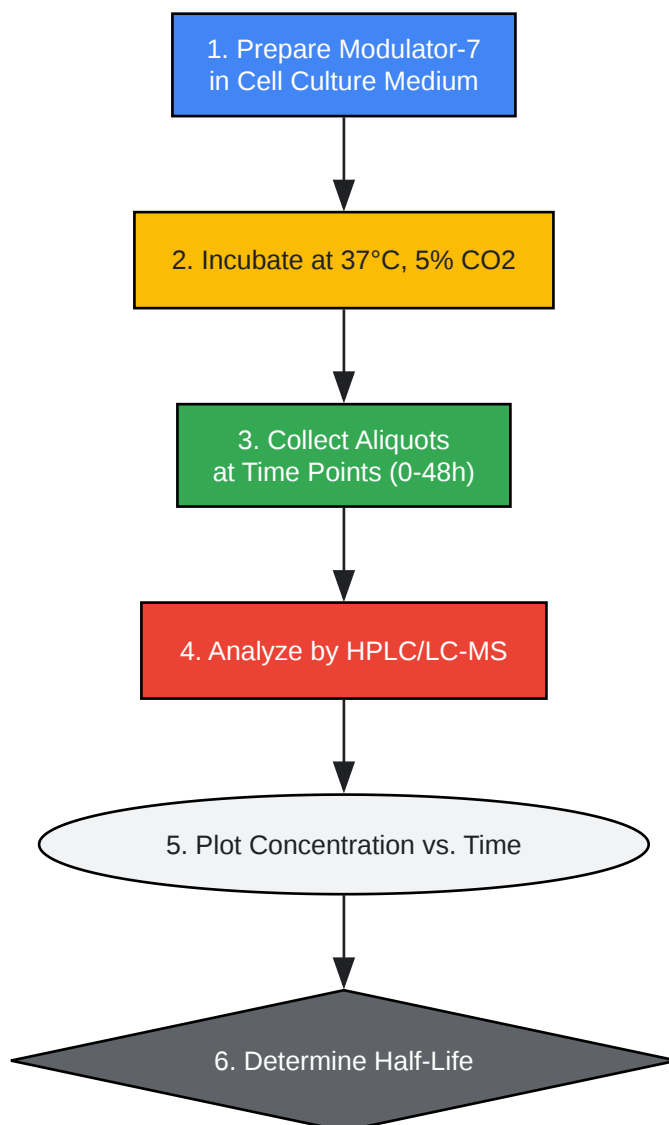 1. Prepare Modulator-7
in Cell Culture Medium
2. Incubate at 37°C, 5% CO2
3. Collect Aliquots
at Time Points (0-48h)
4. Analyze by HPLC/LC-MS
5. Plot Concentration vs. Time
6. Determine Half-Life